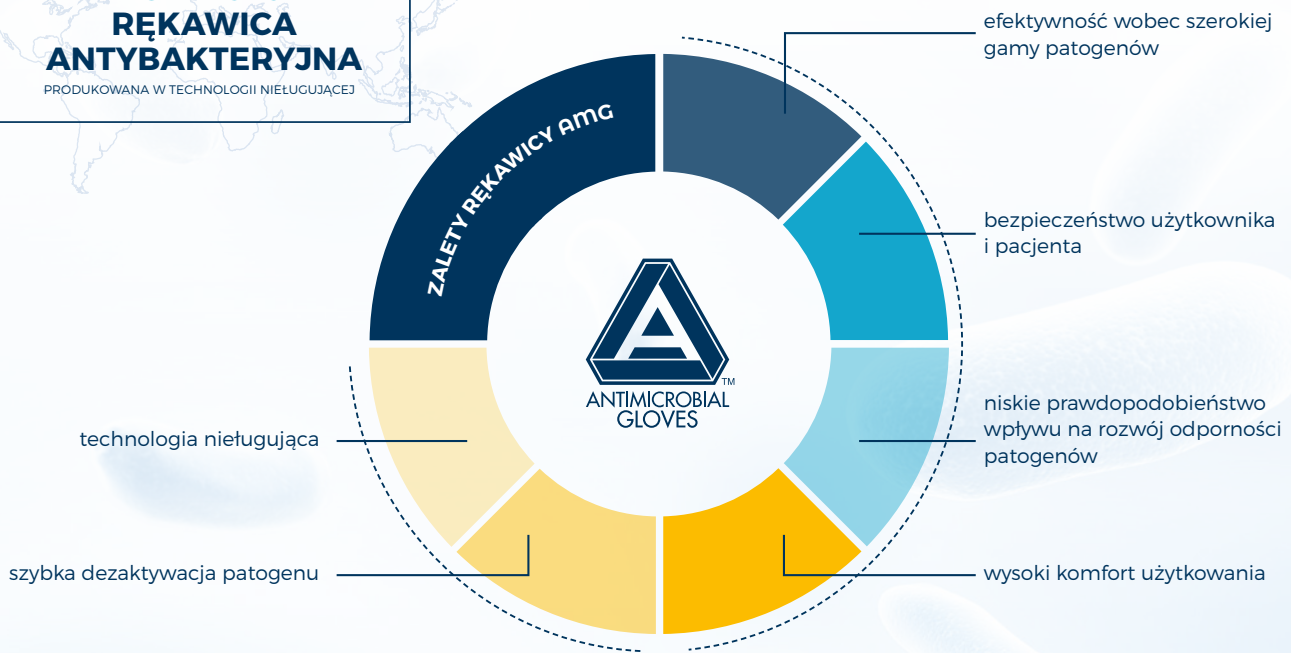 RĘKAWICA
ANTYBAKTERYJNA
PRODUKOWANA W TECHNOLOGII NIEŁUGUJĄCEJ
ZALETY RĘKAWICY AMG
efektywność wobec szerokiej
gamy patogenów
bezpieczeństwo użytkownika
i pacjenta
niskie prawdopodobieństwo
wpływu na rozwój odporności
patogenów
wysoki komfort użytkowania
szybka dezaktywacja patogenu
technologia nieługująca
A
TM
ANTIMICROBIAL
GLOVES